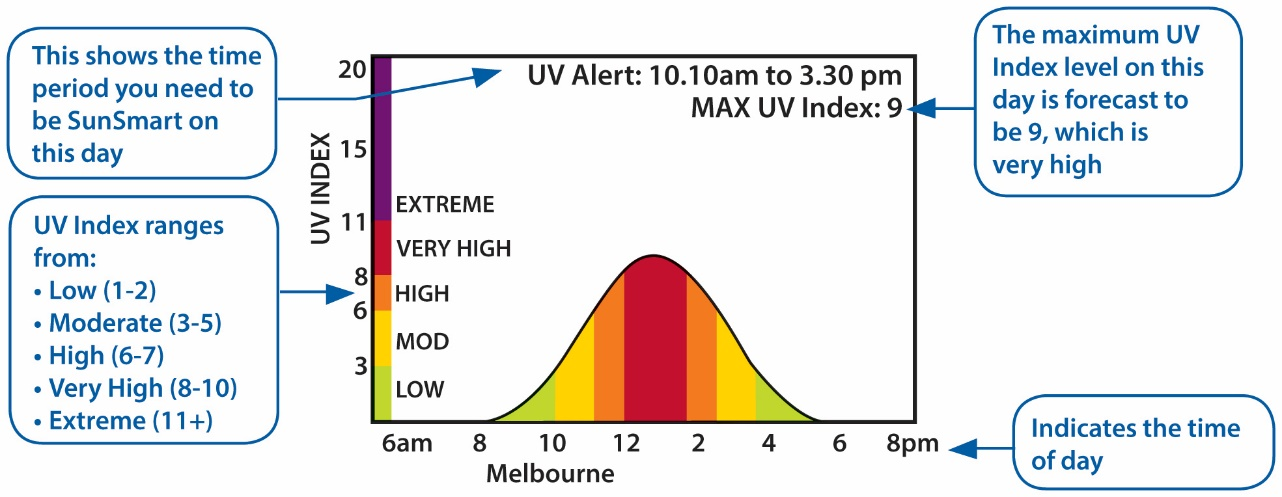 This shows the time
period you need to
be SunSmart on
this day
UV Index ranges
from:
• Low (1-2)
• Moderate (3-5)
• High (6-7)
• Very High (8-10)
• Extreme (11+)
UV Alert: 10.10am to 3.30 pm
MAX UV Index: 9
The maximum UV
Index level on this
day is forecast to
be 9, which is
very high
UV INDEX
20
15
11
8
6
3
EXTREME
VERY HIGH
HIGH
MOD
LOW
6am 8 10 12 2 4 6 8pm
Melbourne
Indicates the time
of day